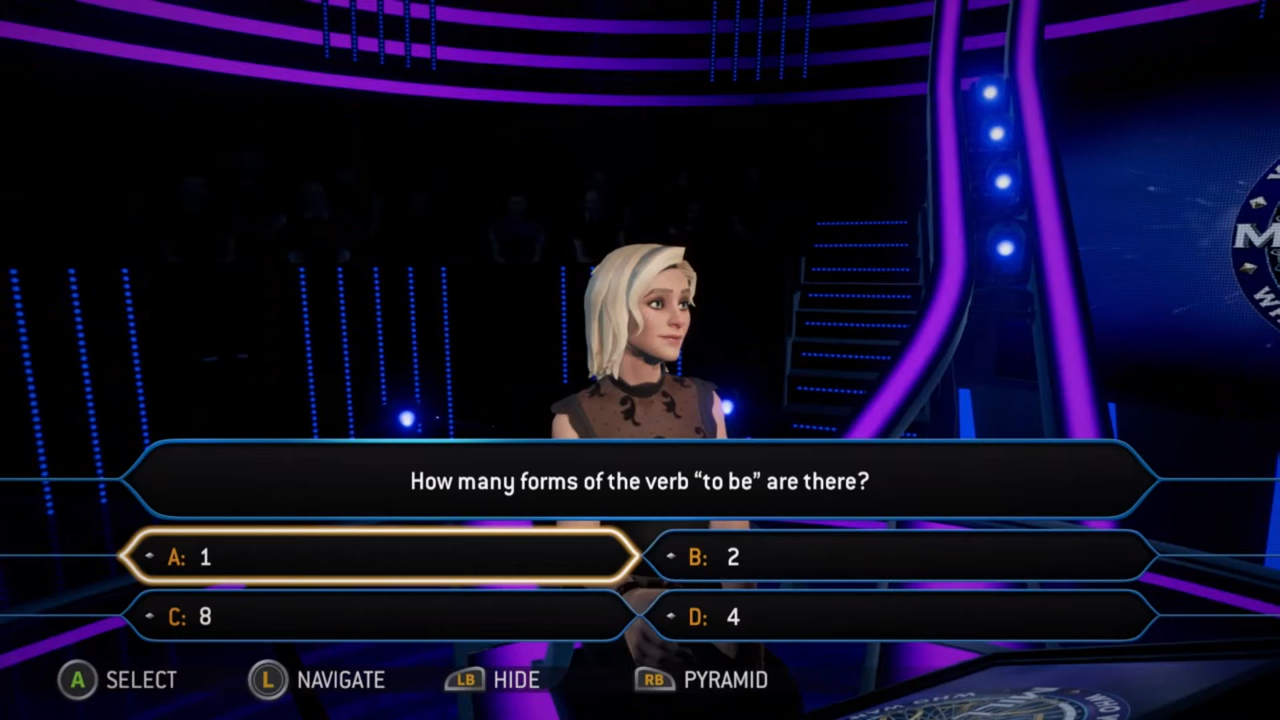 How many forms of the verb “to be” are there?
A: 1
B: 2
C: 8
D: 4
A SELECT
L NAVIGATE
LB HIDE
RB PYRAMID
WHO